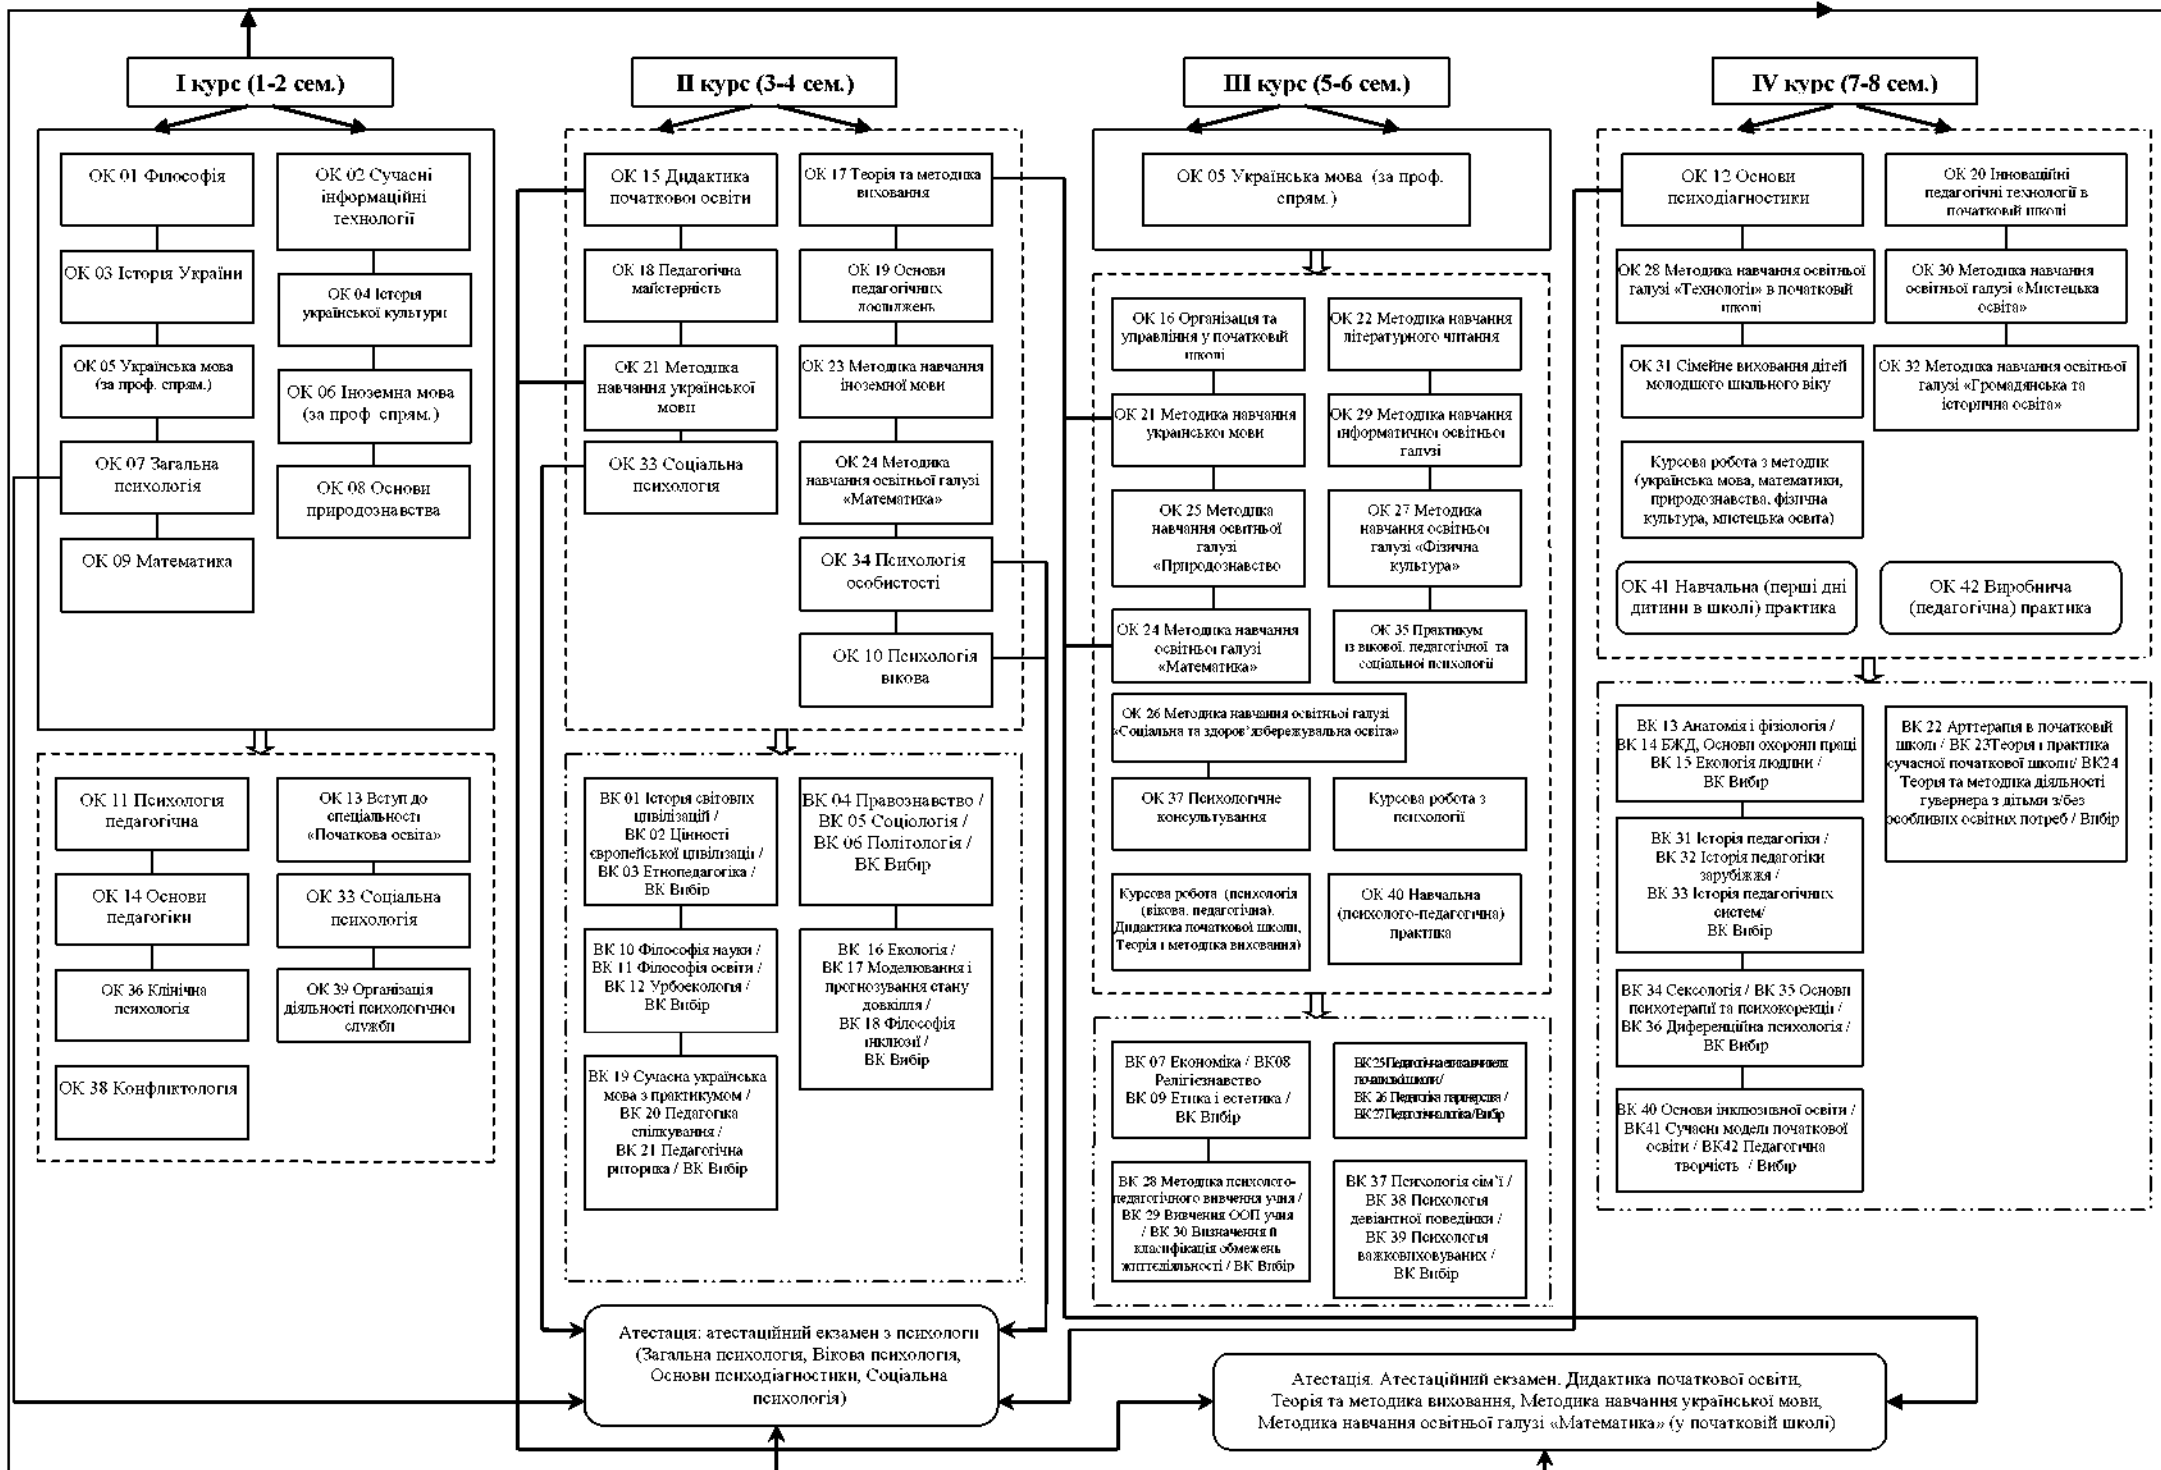 I курс (1-2 сем.)
ОК 01 Філософія
ОК 02 Сучасні
інформаційні
технології
ОК 03 Історія України
ОК 04 Історія
української культури
ОК 05 Українська мова
(за проф. спрям.)
ОК 06 Іноземна мова
(за проф спрям.)
ОК 07 Загальна
психологія
ОК 08 Основи
природознавства
ОК 09 Математика
ОК 11 Психологія
педагогічна
ОК 13 Вступ до
спеціальності
«Початкова освіта»
ОК 14 Основи
педагогіки
ОК 33 Соціальна
психологія
ОК 36 Клінічна
психологія
ОК 39 Організація
діяльності психологічної
служби
ОК 38 Конфліктологія
II курс (3-4 сем.)
ОК 15 Дидактика
початкової освіти
ОК 17 Теорія та методика
виховання
ОК 18 Педагогічна
майстерність
ОК 19 Основи
педагогічних
досліджень
ОК 21 Методика
навчання української
мови
ОК 23 Методика навчання
іноземної мови
ОК 33 Соціальна
психологія
ОК 24 Методика
навчання освітньої галузі
«Математика»
ОК 34 Психологія
особистості
ОК 10 Психологія
вікова
ВК 01 Історія світових
цивілізацій /
ВК 02 Цінності
європейської цивілізації /
ВК 03 Етнопедагогіка /
ВК Вибір
ВК 04 Правознавство /
ВК 05 Соціологія /
ВК 06 Політологія /
ВК Вибір
ВК 10 Філософія науки /
ВК 11 Філософія освіти /
ВК 12 Урбоекологія /
ВК Вибір
ВК 16 Екологія /
ВК 17 Моделювання і
прогнозування стану
довкілля /
ВК 18 Філософія
інклюзії /
ВК Вибір
ВК 19 Сучасна українська
мова з практикумом /
ВК 20 Педагогіка
спілкування /
ВК 21 Педагогічна
риторика / ВК Вибір
III курс (5-6 сем.)
ОК 05 Українська мова (за проф.
спрям.)
ОК 16 Організація та
управління у початковій
школі
ОК 22 Методика навчання
літературного читання
ОК 21 Методика навчання
української мови
ОК 29 Методика навчання
інформатичної освітньої
галузі
ОК 25 Методика
навчання освітньої
галузі
«Природознавство
ОК 27 Методика
навчання освітньої
галузі «Фізична
культура»
ОК 24 Методика навчання
освітньої галузі
«Математика»
ОК 35 Практикум
із вікової, педагогічної та
соціальної психології
ОК 26 Методика навчання освітньої галузі
«Соціальна та здоров'язбережувальна освіта»
ОК 37 Психологічне
консультування
Курсова робота з
психології
Курсова робота (психологія
(вікова, педагогічна).
Дидактика початкової школи,
Теорія і методика виховання)
ОК 40 Навчальна
(психолого-педагогічна)
практика
ВК 07 Економіка / ВК08
Релігієзнавство
ВК 09 Етика і естетика /
ВК Вибір
ВК 26 Педагогіка партнерства /
ВК 28 Методика психолого-
педагогічного вивчення учня /
ВК 29 Вивчення ООП учня
/ ВК 30 Визначення й
класифікація обмежень
життєдіяльності / ВК Вибір
ВК 37 Психологія сім'ї /
ВК 38 Психологія
девіантної поведінки /
ВК 39 Психологія
важковиховуваних /
ВК Вибір
IV курс (7-8 сем.)
ОК 12 Основи
психодіагностики
ОК 20 Інноваційні
педагогічні технології в
початковій школі
ОК 28 Методика навчання освітньої
галузі «Технології» в початковій
школі
ОК 30 Методика навчання
освітньої галузі «Мистецька
освіта»
ОК 31 Сімейне виховання дітей
молодшого шкільного віку
ОК 32 Методика навчання освітньої
галузі «Громадянська та
історична освіта»
Курсова робота з методик
(українська мова, математики,
природознавства, фізична
культура, мистецька освіта)
ОК 41 Навчальна (перші дні
дитини в школі) практика
ОК 42 Виробнича
(педагогічна) практика
ВК 13 Анатомія і фізіологія /
ВК 14 БЖД, Основи охорони праці
ВК 15 Екологія людини /
ВК Вибір
ВК 22 Арттерапія в початковій
школі / ВК 23Теорія і практика
сучасної початкової школи/ ВК24
Теорія та методика діяльності
гувернера з дітьми з/без
особливих освітніх потреб / Вибір
ВК 31 Історія педагогіки /
ВК 32 Історія педагогіки
зарубіжжя /
ВК 33 Історія педагогічних
систем/
ВК Вибір
ВК 34 Сексологія / ВК 35 Основи
психотерапії та психокорекції /
ВК 36 Диференційна психологія /
ВК Вибір
ВК 40 Основи інклюзивної освіти /
ВК41 Сучасні моделі початкової
освіти / ВК42 Педагогічна
творчість / Вибір
Атестація: атестаційний екзамен з психології
(Загальна психологія, Вікова психологія,
Основи психодіагностики, Соціальна
психологія)
Атестація. Атестаційний екзамен. Дидактика початкової освіти,
Теорія та методика виховання, Методика навчання української мови,
Методика навчання освітньої галузі «Математика» (у початковій школі)